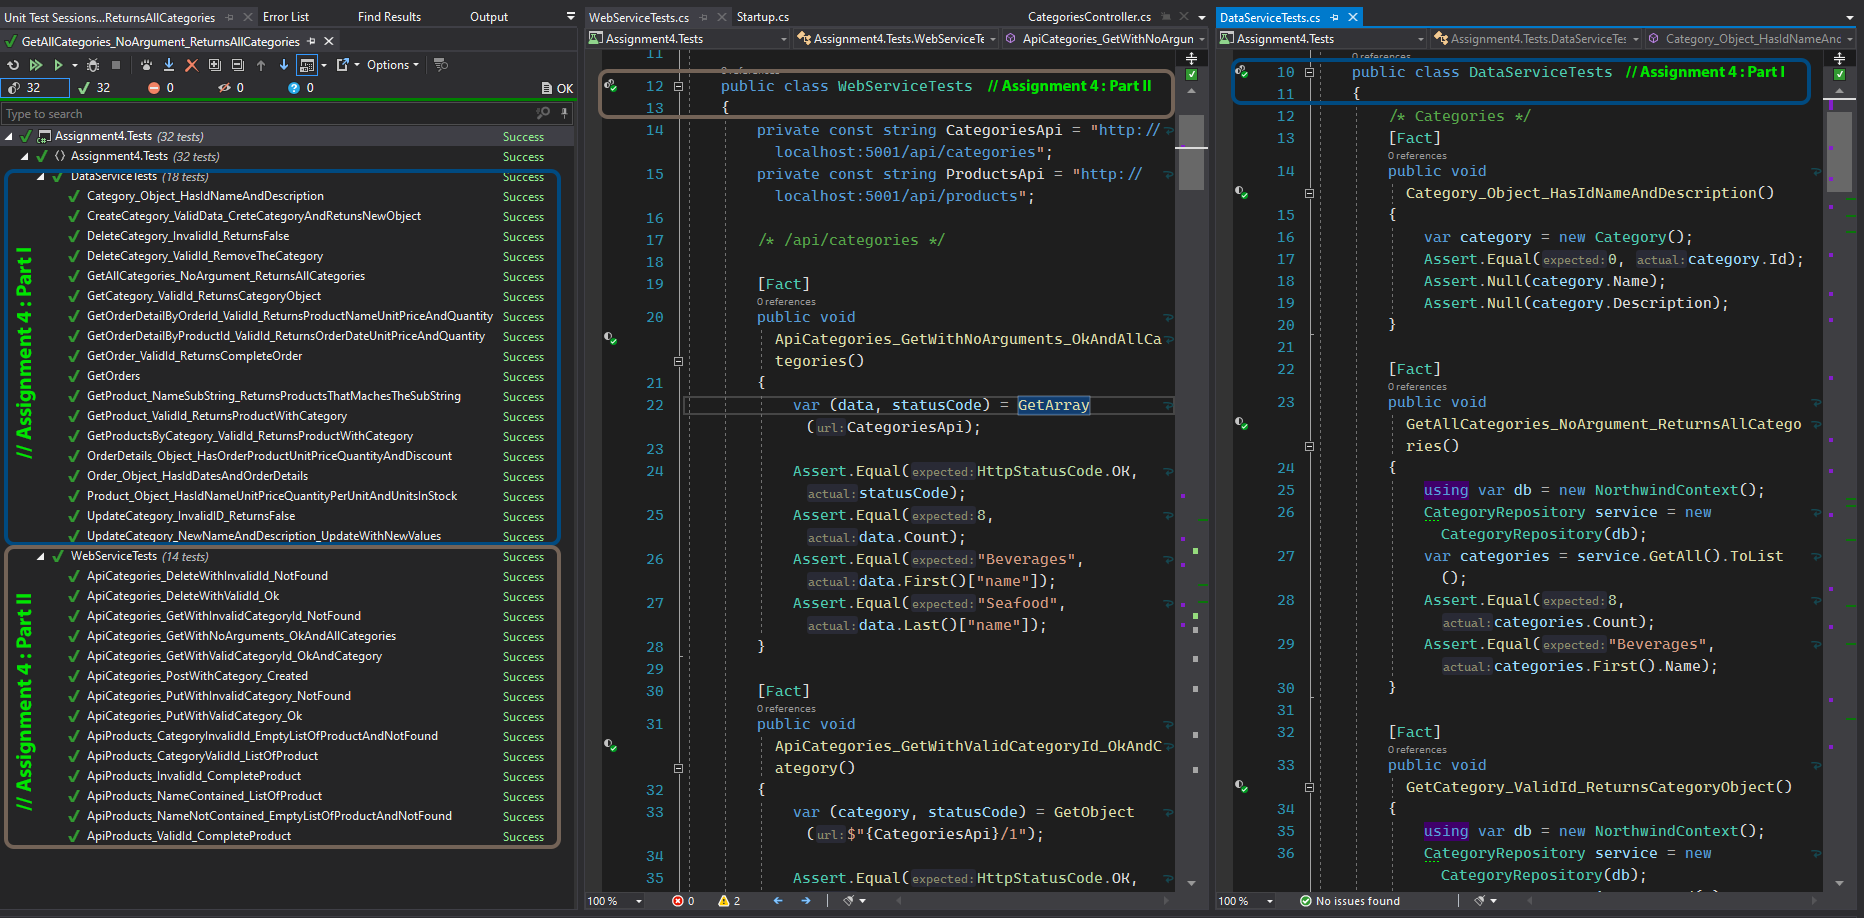 Unit Test Sessions...ReturnsAllCategories
Error List
Find Results
Output
GetAllCategories_NoArgument_ReturnsAllCategories
Options
32
32
0
0
0
OK
Type to search
Assignment4.Tests (32 tests) Success
Assignment4.Tests (32 tests) Success
DataServiceTests (18 tests) Success
Category_Object_HasIdNameAndDescription Success
CreateCategory_ValidData_CreteCategoryAndRetunsNewObject Success
DeleteCategory_InvalidId_ReturnsFalse Success
DeleteCategory_ValidId_RemoveTheCategory Success
GetAllCategories_NoArgument_ReturnsAllCategories Success
GetCategory_ValidId_ReturnsCategoryObject Success
GetOrderDetailByOrderId_ValidId_ReturnsProductNameUnitPriceAndQuantity Success
GetOrderDetailByProductId_ValidId_ReturnsOrderDateUnitPriceAndQuantity Success
GetOrder_ValidId_ReturnsCompleteOrder Success
GetOrders Success
GetProduct_NameSubString_ReturnsProductsThatMachesTheSubString Success
GetProduct_ValidId_ReturnsProductWithCategory Success
GetProductsByCategory_ValidId_ReturnsProductWithCategory Success
OrderDetails_Object_HasOrderProductUnitPriceQuantityAndDiscount Success
Order_Object_HasIdDatesAndOrderDetails Success
Product_Object_HasIdNameUnitPriceQuantityPerUnitAndUnitsInStock Success
UpdateCategory_InvalidID_ReturnsFalse Success
UpdateCategory_NewNameAndDescription_UpdateWithNewValues Success
// Assignment 4 : Part I
WebServiceTests (14 tests) Success
ApiCategories_DeleteWithInvalidId_NotFound Success
ApiCategories_DeleteWithValidId_Ok Success
ApiCategories_GetWithInvalidCategoryId_NotFound Success
ApiCategories_GetWithNoArguments_OkAndAllCategories Success
ApiCategories_GetWithValidCategoryId_OkAndCategory Success
ApiCategories_PostWithCategory_Created Success
ApiCategories_PutWithInvalidCategory_NotFound Success
ApiCategories_PutWithValidCategory_Ok Success
ApiProducts_CategoryInvalidId_EmptyListOfProductAndNotFound Success
ApiProducts_CategoryValidId_ListOfProduct Success
ApiProducts_InvalidId_CompleteProduct Success
ApiProducts_NameContained_ListOfProduct Success
ApiProducts_NameNotContained_EmptyListOfProductAndNotFound Success
ApiProducts_ValidId_CompleteProduct Success
// Assignment 4 : Part II
WebServiceTests.cs
Startup.cs
CategoriesController.cs
Assignment4.Tests
Assignment4.Tests.WebServiceTe
ApiCategories_GetWithNoArgun
11
0 references
12 public class WebServiceTests // Assignment 4 : Part II
13 {
14 private const string CategoriesApi = "http://
localhost:5001/api/categories";
15 private const string ProductsApi = "http://
localhost:5001/api/products";
16
17 /* /api/categories */
18
19 [Fact]
0 references
20 public void
ApiCategories_GetWithNoArguments_OkAndAllCa
tegories()
21 {
22 var (data, statusCode) = GetArray
(url: CategoriesApi);
23
24 Assert.Equal(expected: HttpStatusCode.OK,
actual: statusCode);
25 Assert.Equal(expected: 8,
actual: data.Count);
26 Assert.Equal(expected: "Beverages",
actual: data.First()["name"]);
27 Assert.Equal(expected: "Seafood",
actual: data.Last()["name"]);
28 }
29
30 [Fact]
0 references
31 public void
ApiCategories_GetWithValidCategoryId_OkAndC
ategory()
32 {
33 var (category, statusCode) = GetObject
(url: $"{CategoriesApi}/1");
34
35 Assert.Equal(expected: HttpStatusCode.OK,
100 %
0
2
DataServiceTests.cs
Assignment4.Tests
Assignment4.Tests.DataServiceTes
Category_Object_HasIdNameAnd
0 references
10 public class DataServiceTests // Assignment 4 : Part I
11 {
12 /* Categories */
13 [Fact]
0 references
14 public void
Category_Object_HasIdNameAndDescription()
15 {
16 var category = new Category();
17 Assert.Equal(expected: 0, actual: category.Id);
18 Assert.Null(category.Name);
19 Assert.Null(category.Description);
20 }
21
22 [Fact]
0 references
23 public void
GetAllCategories_NoArgument_ReturnsAllCatego
ries()
24 {
25 using var db = new NorthwindContext();
26 CategoryRepository service = new
CategoryRepository(db);
27 var categories = service.GetAll().ToList
();
28 Assert.Equal(expected: 8,
actual: categories.Count);
29 Assert.Equal(expected: "Beverages",
actual: categories.First().Name);
30 }
31
32 [Fact]
0 references
33 public void
GetCategory_ValidId_ReturnsCategoryObject()
34 {
35 using var db = new NorthwindContext();
36 CategoryRepository service = new
CategoryRepository(db);
100 %
No issues found